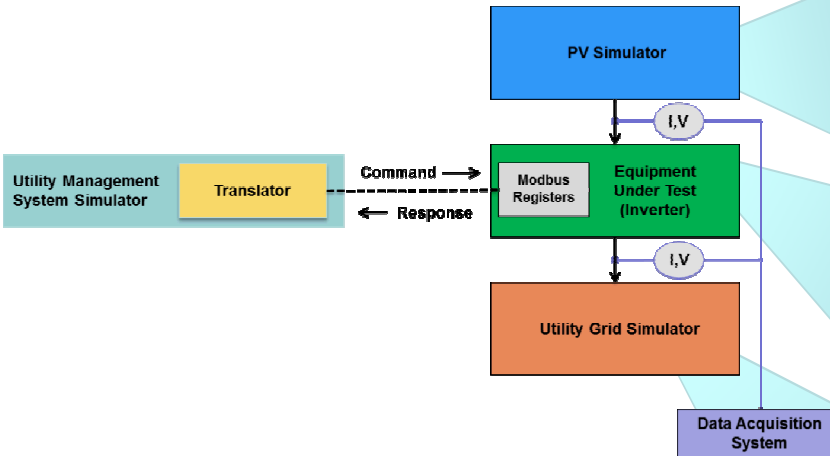 PV Simulator
I,V
Utility Management
System Simulator
Translator
Command
Response
Modbus
Registers
Equipment
Under Test
(Inverter)
I,V
Utility Grid Simulator
Data Acquisition
System